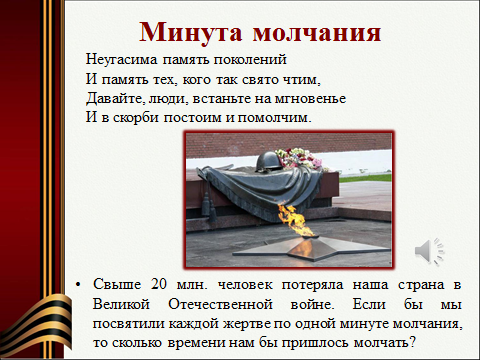 Минута молчания
Неугасима память поколений
И память тех, кого так свято чтим,
Давайте, люди, встаньте на мгновенье
И в скорби постоим и помолчим.
• Свыше 20 млн. человек потеряла наша страна в
Великой Отечественной войне. Если бы мы
посвятили каждой жертве по одной минуте молчания,
то сколько времени нам бы пришлось молчать?